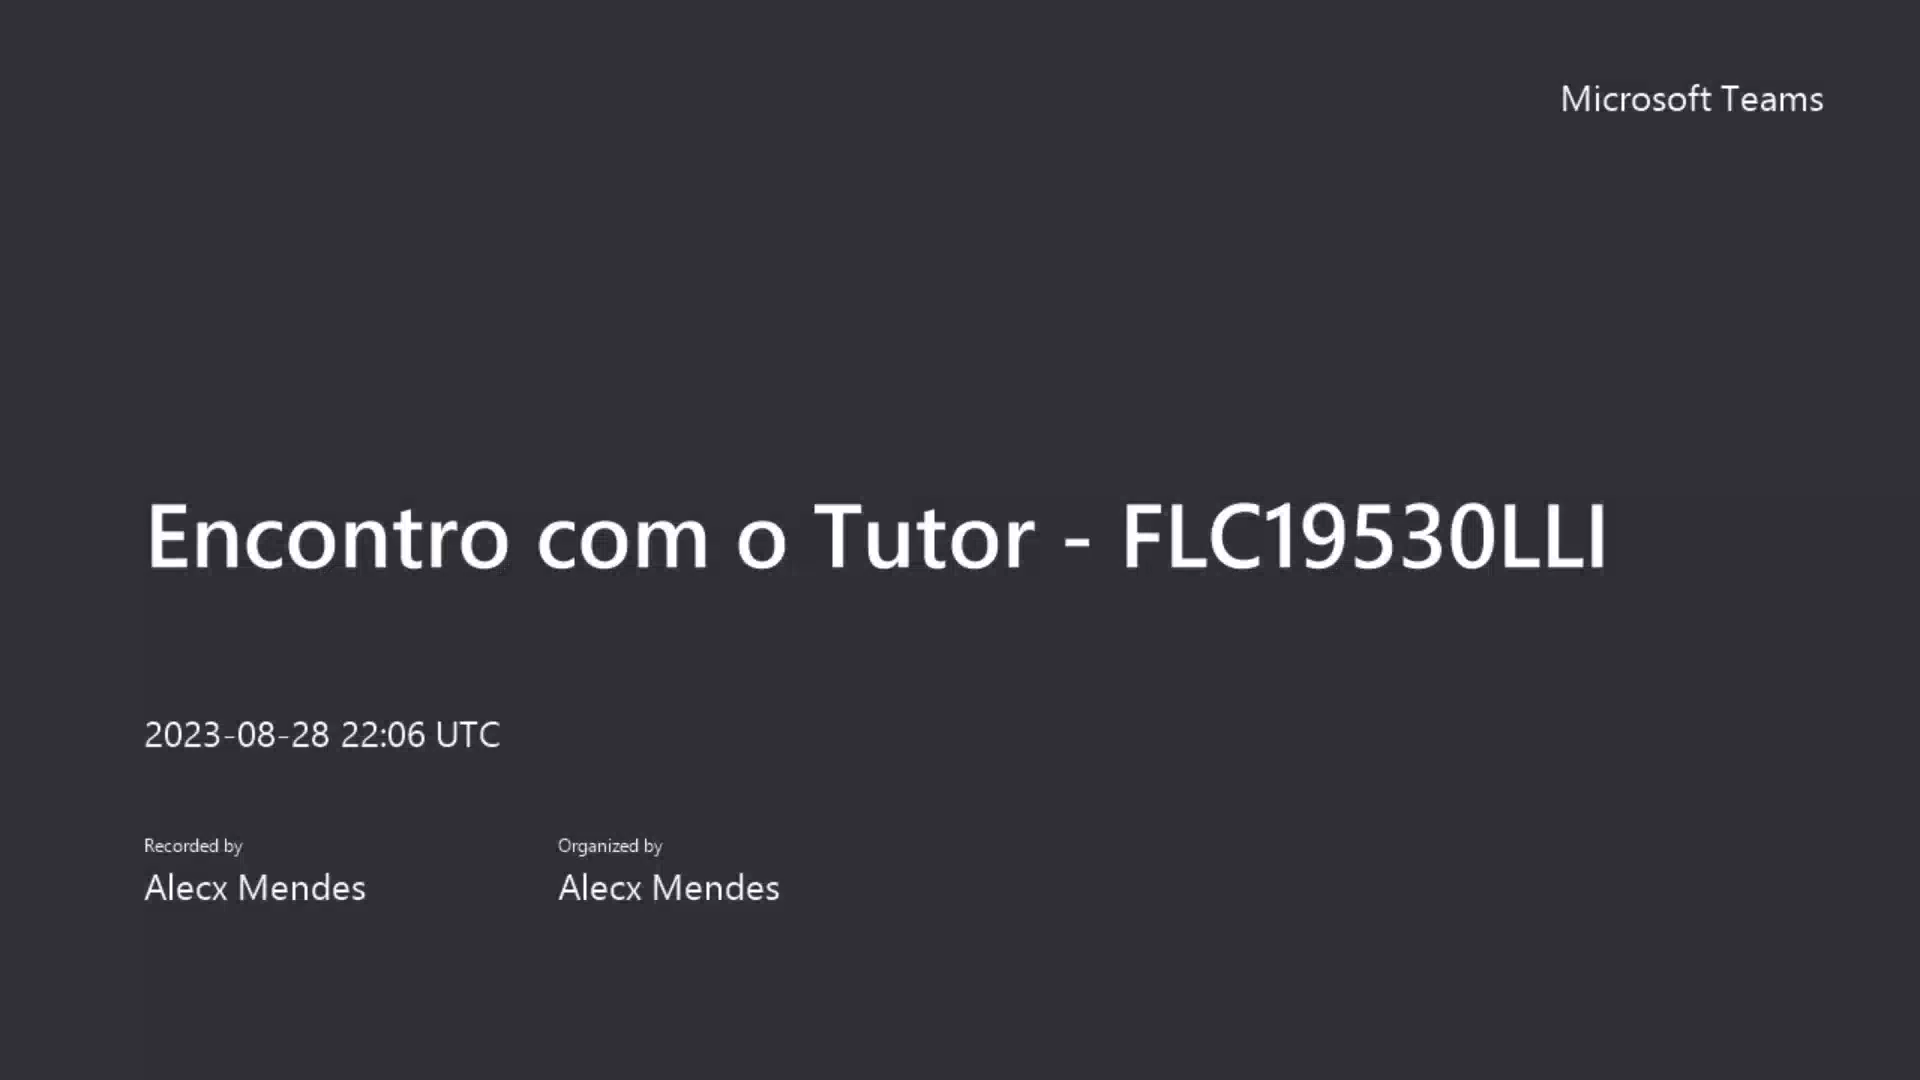 Microsoft Teams
Encontro com o Tutor - FLC19530LLI
2023-08-28 22:06 UTC
Recorded by
Alecx Mendes
Organized by
Alecx Mendes